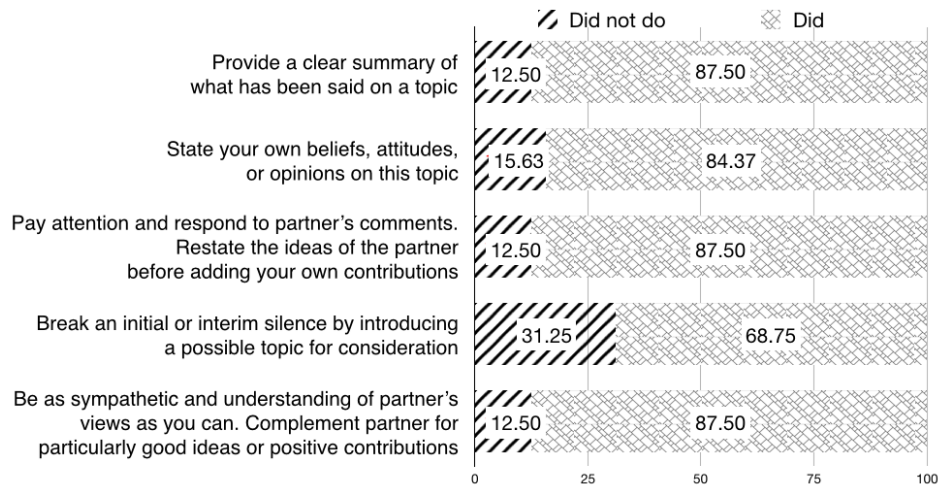 Did not do Did
Provide a clear summary of
what has been said on a topic
12.50 87.50
State your own beliefs, attitudes,
or opinions on this topic
15.63 84.37
Pay attention and respond to partner’s comments.
Restate the ideas of the partner
before adding your own contributions
12.50 87.50
Break an initial or interim silence by introducing
a possible topic for consideration
31.25 68.75
Be as sympathetic and understanding of partner’s
views as you can. Complement partner for
particularly good ideas or positive contributions
12.50 87.50
0 25 50 75 100